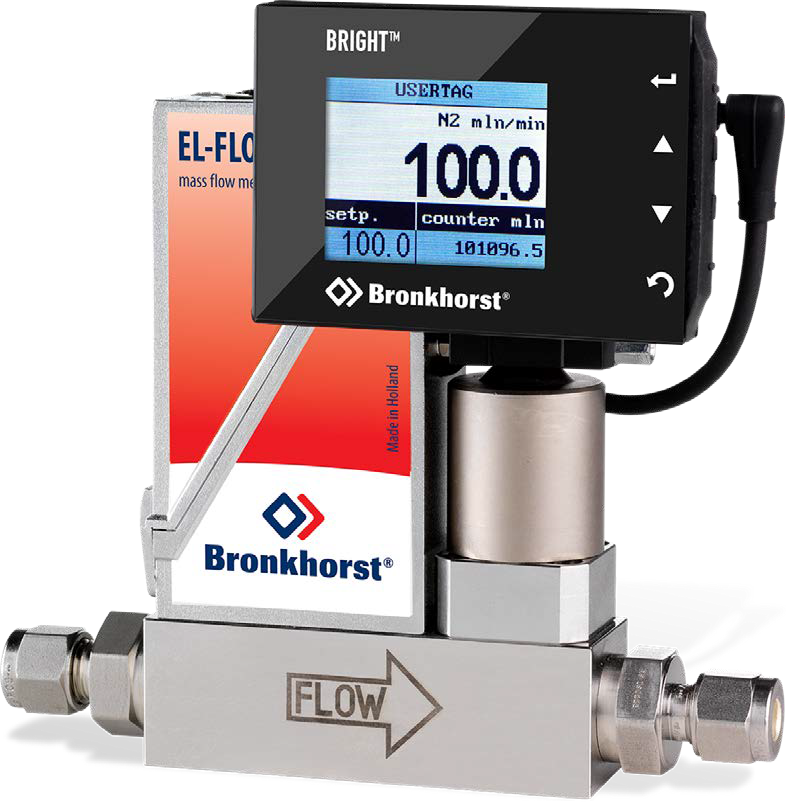 BRIGHT™
USERTAG
N2 mln/min
100.0
setp. counter mln
100.0 101096.5
Bronkhorst®
EL-FLO
mass flow me
Made in Holland
Bronkhorst®
FLOW